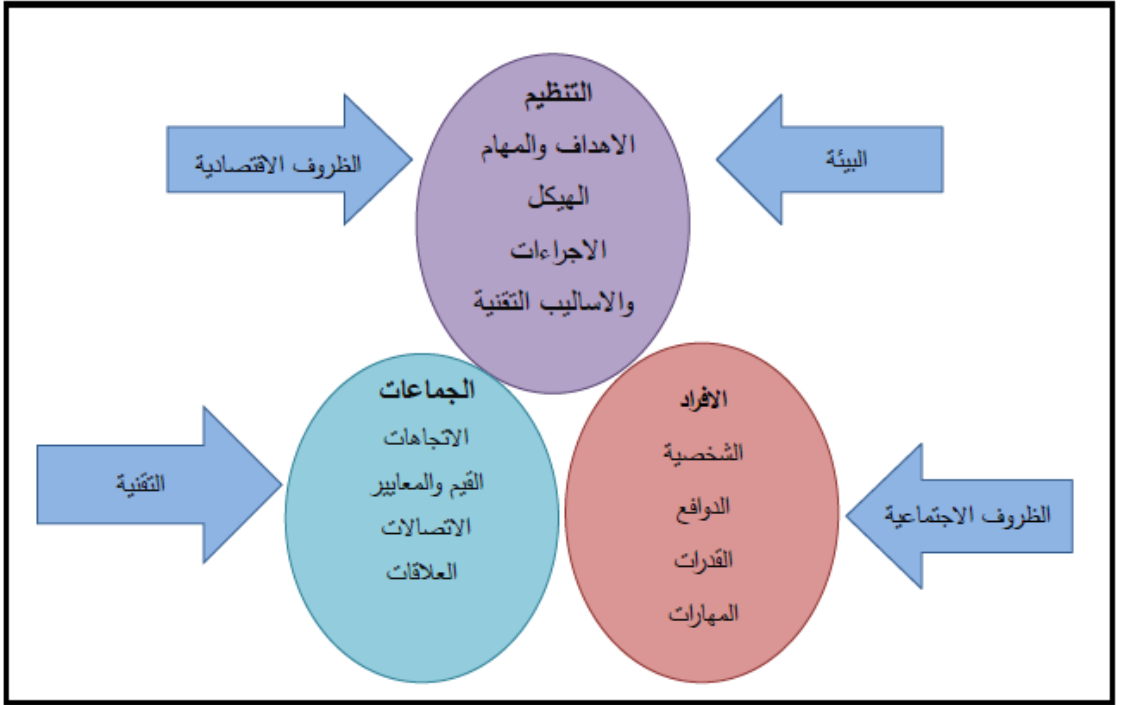 التنظيم
الاهداف والمهام
الهيكل
الاجراءات
والاساليب التقنية
البيئة
الظروف الاقتصادية
الافراد
الشخصية
الدوافع
القدرات
المهارات
الجماعات
الاتجاهات
القيم والمعايير
الاتصالات
العلاقات
الظروف الاجتماعية
التقنية